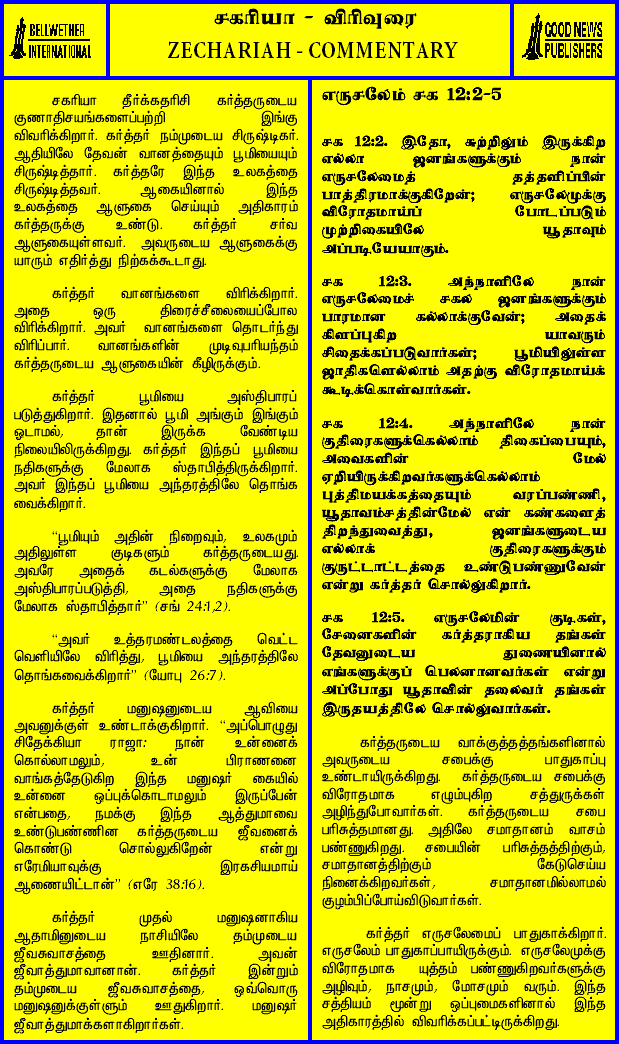 BELLWETHER
INTERNATIONAL
சகரியா - விரிவுரை
ZECHARIAH - COMMENTARY
GOOD NEWS
PUBLISHERS
சகரியா தீர்க்கதரிசி கர்த்தருடைய
குணாதிசயங்களைப்பற்றி இங்கு
விவரிக்கிறார். கர்த்தர் நம்முடைய சிருஷ்டிகர்.
ஆதியிலே தேவன் வானத்தையும் பூமியையும்
சிருஷ்டித்தார். கர்த்தரே இந்த உலகத்தை
சிருஷ்டித்தவர். ஆகையினால் இந்த
உலகத்தை ஆளுகை செய்யும் அதிகாரம்
கர்த்தருக்கு உண்டு. கர்த்தர் சர்வ
ஆளுகையுள்ளவர். அவருடைய ஆளுகைக்கு
யாரும் எதிர்த்து நிற்கக்கூடாது.
கர்த்தர் வானங்களை விரிக்கிறார்.
அதை ஒரு திரைச்சீலையைப்போல
விரிக்கிறார். அவர் வானங்களை தொடர்ந்து
விரிப்பார். வானங்களின் முடிவுபரியந்தம்
கர்த்தருடைய ஆளுகையின் கீழிருக்கும்.
கர்த்தர் பூமியை அஸ்திபாரப்
படுத்துகிறார். இதனால் பூமி அங்கும் இங்கும்
ஓடாமல், தான் இருக்க வேண்டிய
நிலையிலிருக்கிறது. கர்த்தர் இந்தப் பூமியை
நதிகளுக்கு மேலாக ஸ்தாபித்திருக்கிறார்.
அவர் இந்தப் பூமியை அந்தரத்திலே தொங்க
வைக்கிறார்.
“பூமியும் அதின் நிறைவும், உலகமும்
அதிலுள்ள குடிகளும் கர்த்தருடையது.
அவரே அதைக் கடல்களுக்கு மேலாக
அஸ்திபாரப்படுத்தி, அதை நதிகளுக்கு
மேலாக ஸ்தாபித்தார்” (சங் 24:1,2).
“அவர் உத்தரமண்டலத்தை வெட்ட
வெளியிலே விரித்து, பூமியை அந்தரத்திலே
தொங்கவைக்கிறார்” (யோபு 26:7).
கர்த்தர் மனுஷனுடைய ஆவியை
அவனுக்குள் உண்டாக்குகிறார். “அப்பொழுது
சிதேக்கியா ராஜா: நான் உன்னைக்
கொல்லாமலும், உன் பிராணனை
வாங்கத்தேடுகிற இந்த மனுஷர் கையில்
உன்னை ஒப்புக்கொடாமலும் இருப்பேன்
என்பதை, நமக்கு இந்த ஆத்துமாவை
உண்டுபண்ணின கர்த்தருடைய ஜீவனைக்
கொண்டு சொல்லுகிறேன் என்று
எரேமியாவுக்கு இரகசியமாய்
ஆணையிட்டான்” (எரே 38:16).
கர்த்தர் முதல் மனுஷனாகிய
ஆதாமினுடைய நாசியிலே தம்முடைய
ஜீவசுவாசத்தை ஊதினார். அவன்
ஜீவாத்துமாவானான். கர்த்தர் இன்றும்
தம்முடைய ஜீவசுவாசத்தை, ஒவ்வொரு
மனுஷனுக்குள்ளும் ஊதுகிறார். மனுஷர்
ஜீவாத்துமாக்களாகிறார்கள்.
எருசலேம் சக 12:2-5
சக 12:2. இதோ, சுற்றிலும் இருக்கிற
எல்லா ஜனங்களுக்கும் நான்
எருசலேமைத் தத்தளிப்பின்
பாத்திரமாக்குகிறேன்; எருசலேமுக்கு
விரோதமாய்ப் போடப்படும்
முற்றிகையிலே யூதாவும்
அப்படியேயாகும்.
சக 12:3. அந்நாளிலே நான்
எருசலேமைச் சகல ஜனங்களுக்கும்
பாரமான கல்லாக்குவேன்; அதைக்
கிளப்புகிற யாவரும்
சிதைக்கப்படுவார்கள்; பூமியிலுள்ள
ஜாதிகளெல்லாம் அதற்கு விரோதமாய்க்
கூடிக்கொள்வார்கள்.
சக 12:4. அந்நாளிலே நான்
குதிரைகளுக்கெல்லாம் திகைப்பையும்,
அவைகளின் மேல்
ஏறியிருக்கிறவர்களுக்கெல்லாம்
புத்திமயக்கத்தையும் வரப்பண்ணி,
யூதாவம்சத்தின்மேல் என் கண்களைத்
திறந்துவைத்து, ஜனங்களுடைய
எல்லாக் குதிரைகளுக்கும்
குருட்டாட்டத்தை உண்டுபண்ணுவேன்
என்று கர்த்தர் சொல்லுகிறார்.
சக 12:5. எருசலேமின் குடிகள்,
சேனைகளின் கர்த்தராகிய தங்கள்
தேவனுடைய துணையினால்
எங்களுக்குப் பெலனானவர்கள் என்று
அப்போது யூதாவின் தலைவர் தங்கள்
இருதயத்திலே சொல்லுவார்கள்.
கர்த்தருடைய வாக்குத்தத்தங்களினால்
அவருடைய சபைக்கு பாதுகாப்பு
உண்டாயிருக்கிறது. கர்த்தருடைய சபைக்கு
விரோதமாக எழும்புகிற சத்துருக்கள்
அழிந்துபோவார்கள். கர்த்தருடைய சபை
பரிசுத்தமானது. அதிலே சமாதானம் வாசம்
பண்ணுகிறது. சபையின் பரிசுத்தத்திற்கும்,
சமாதானத்திற்கும் கேடுசெய்ய
நினைக்கிறவர்கள், சமாதானமில்லாமல்
குழம்பிப்போய்விடுவார்கள்.
கர்த்தர் எருசலேமைப் பாதுகாக்கிறார்.
எருசலேம் பாதுகாப்பாயிருக்கும். எருசலேமுக்கு
விரோதமாக யுத்தம் பண்ணுகிறவர்களுக்கு
அழிவும், நாசமும், மோசமும் வரும். இந்த
சத்தியம் மூன்று ஒப்புமைகளினால் இந்த
அதிகாரத்தில் விவரிக்கப்பட்டிருக்கிறது.